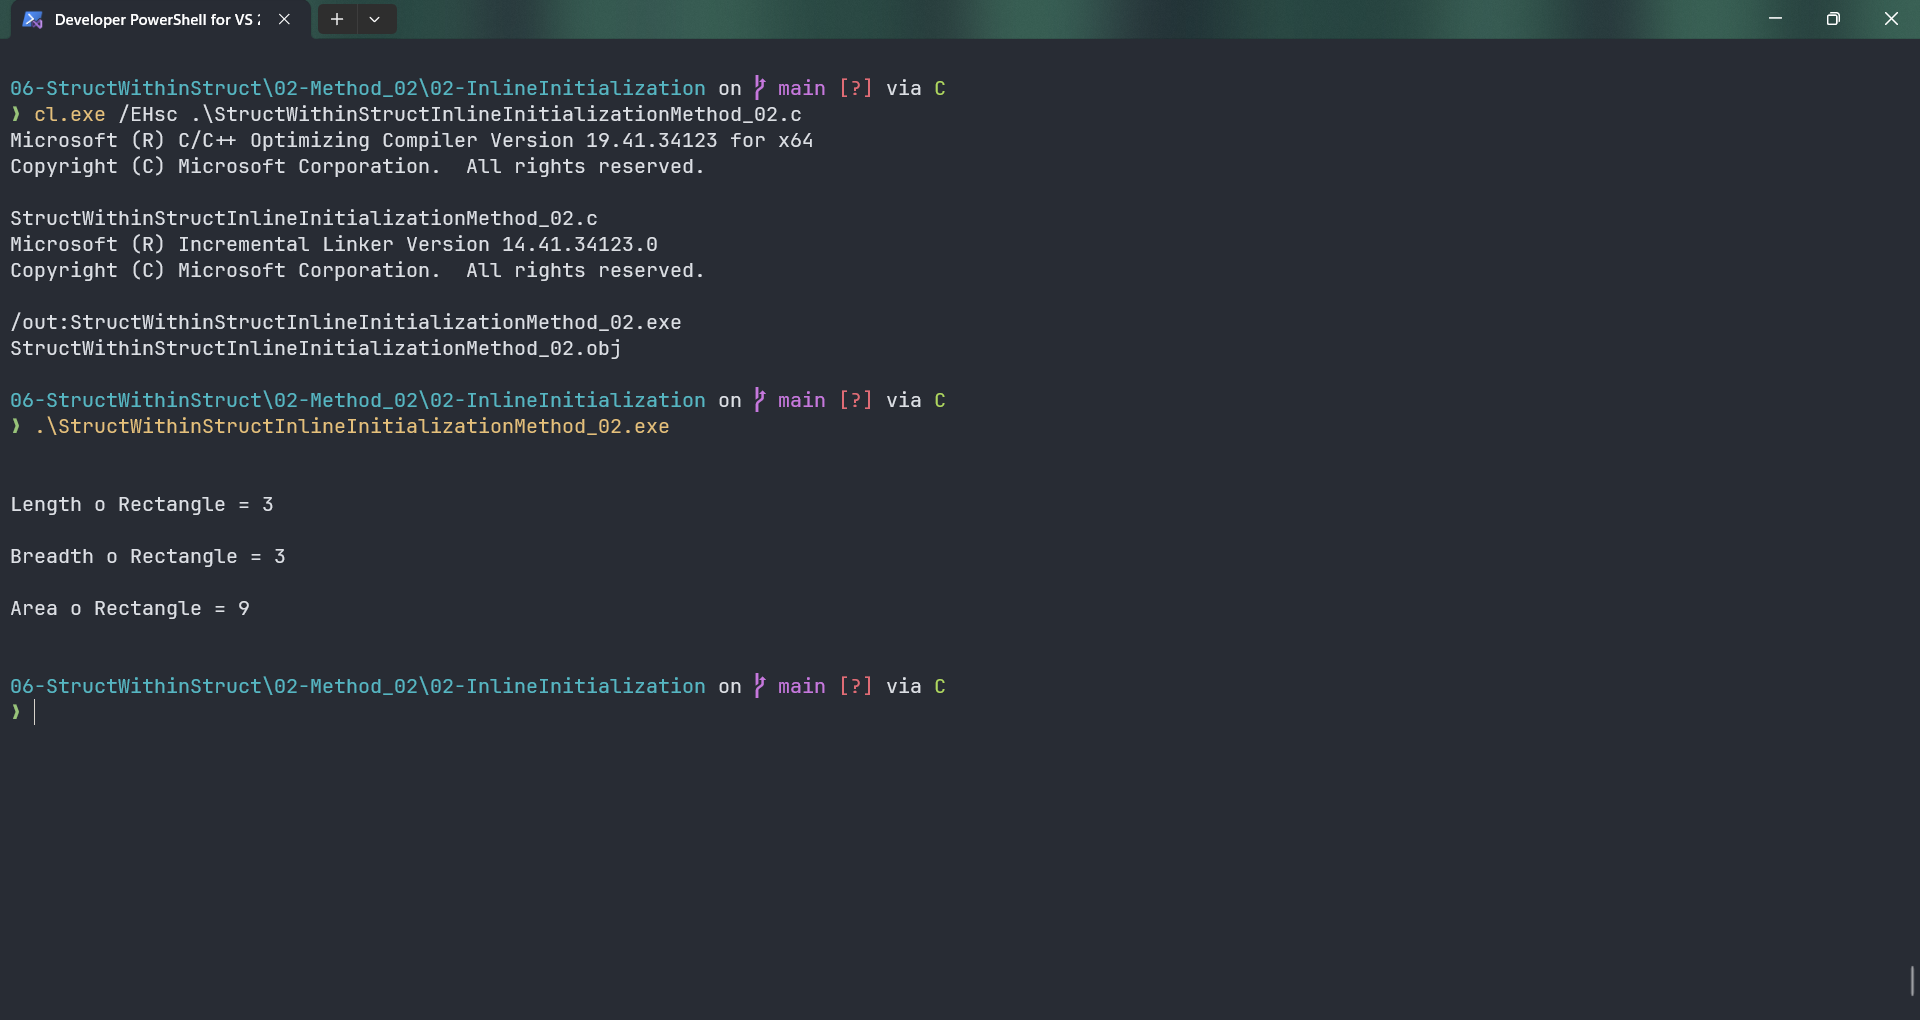 Developer PowerShell for VS 2
06-StructWithinStruct\02-Method_02\02-InlineInitialization on main [?] via C
❯ cl.exe /EHsc .\StructWithinStructInlineInitializationMethod_02.c
Microsoft (R) C/C++ Optimizing Compiler Version 19.41.34123 for x64
Copyright (C) Microsoft Corporation.  All rights reserved.
StructWithinStructInlineInitializationMethod_02.c
Microsoft (R) Incremental Linker Version 14.41.34123.0
Copyright (C) Microsoft Corporation.  All rights reserved.
/out:StructWithinStructInlineInitializationMethod_02.exe
StructWithinStructInlineInitializationMethod_02.obj
06-StructWithinStruct\02-Method_02\02-InlineInitialization on main [?] via C
❯ .\StructWithinStructInlineInitializationMethod_02.exe
Length o Rectangle = 3
Breadth o Rectangle = 3
Area o Rectangle = 9
06-StructWithinStruct\02-Method_02\02-InlineInitialization on main [?] via C
❯